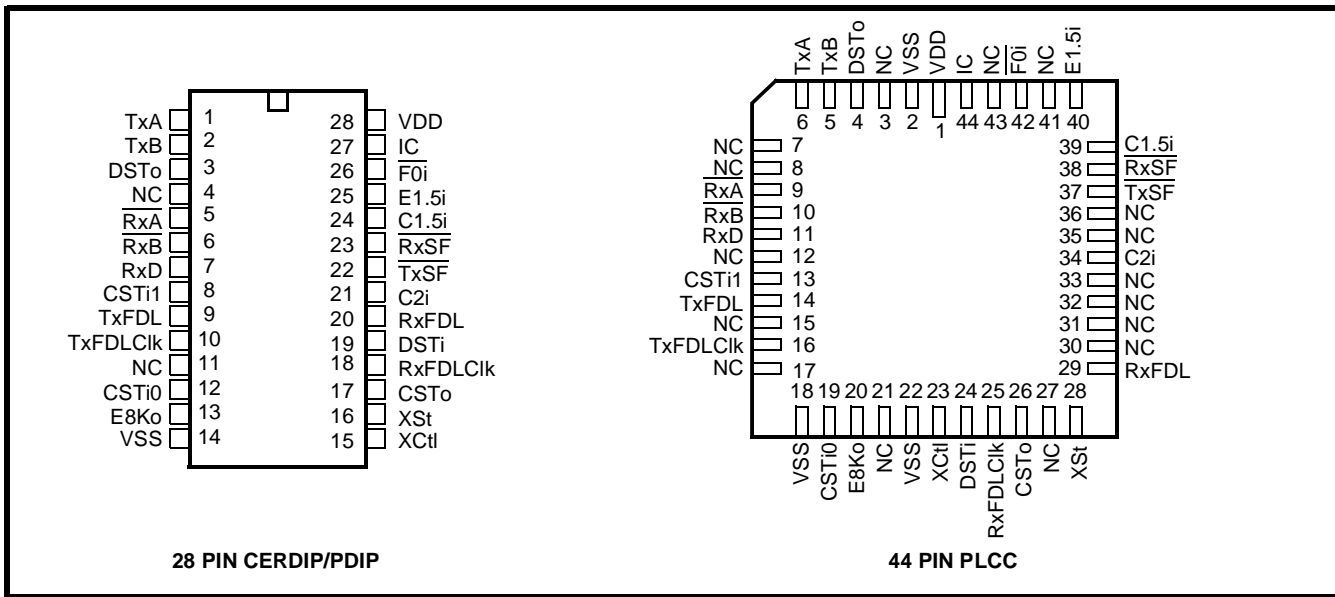 TxA 1 28 VDD
TxB 2 27 IC
DSTo 3 26 F0i
NC 4 25 E1.5i
RxA 5 24 C1.5i
RxB 6 23 RxSF
RxD 7 22 TxSF
CSTi1 8 21 C2i
TxFDL 9 20 RxFDL
TxFDLClk 10 19 DSTi
NC 11 18 RxFDLClk
CSTi0 12 17 CSTo
E8Ko 13 16 XSt
VSS 14 15 XCtl
28 PIN CERDIP/PDIP
TxA TxB DSTo NC VSS VDD IC NC F0i NC E1.5i
6 5 4 3 2 1 44 43 42 41 40
NC 7 39 C1.5i
NC 8 38 RxSF
RxA 9 37 TxSF
RxB 10 36 NC
RxD 11 35 NC
NC 12 34 C2i
CSTi1 13 33 NC
TxFDL 14 32 NC
NC 15 31 NC
TxFDLClk 16 30 NC
NC 17 29 RxFDL
18 19 20 21 22 23 24 25 26 27 28
VSS CSTi0 E8Ko NC VSS XCtl DSTi RxFDLClk CSTo NC XSt
44 PIN PLCC